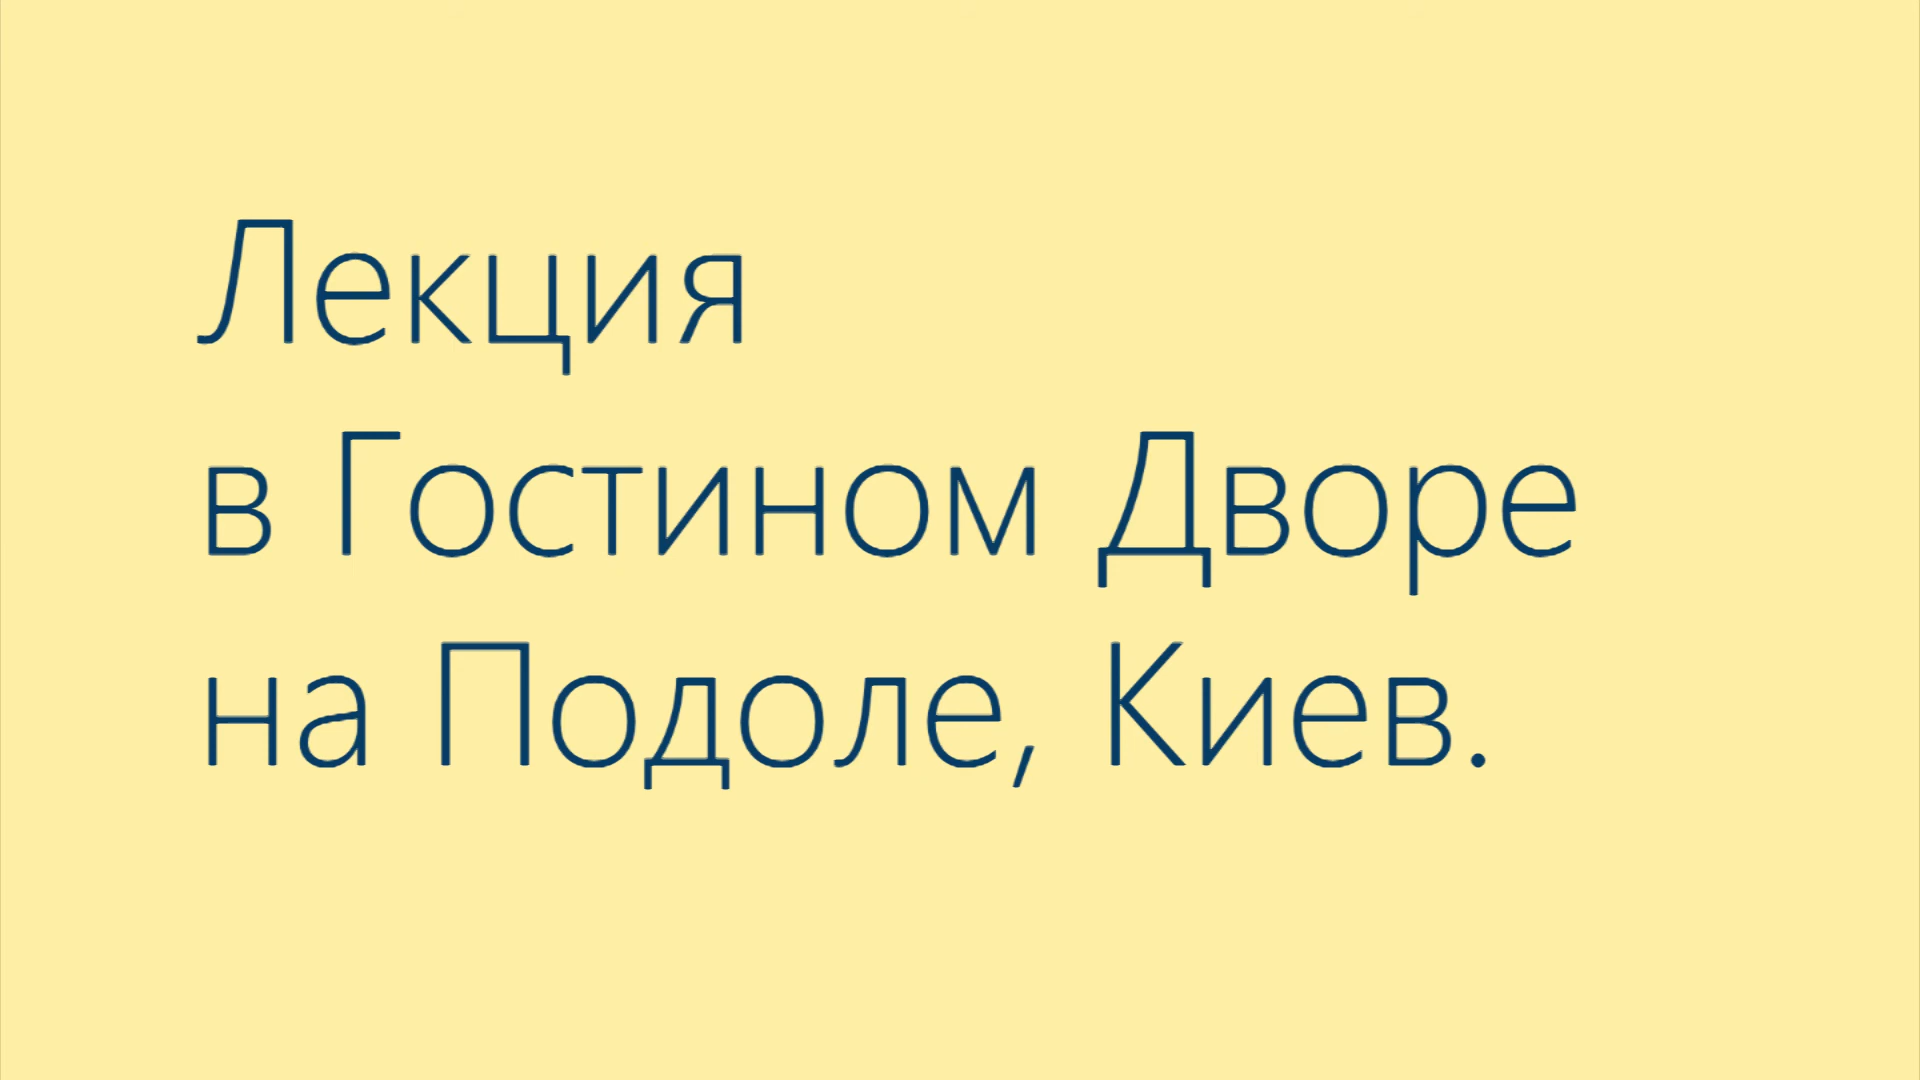 Лекция
в Гостином Дворе
на Подоле, Киев.